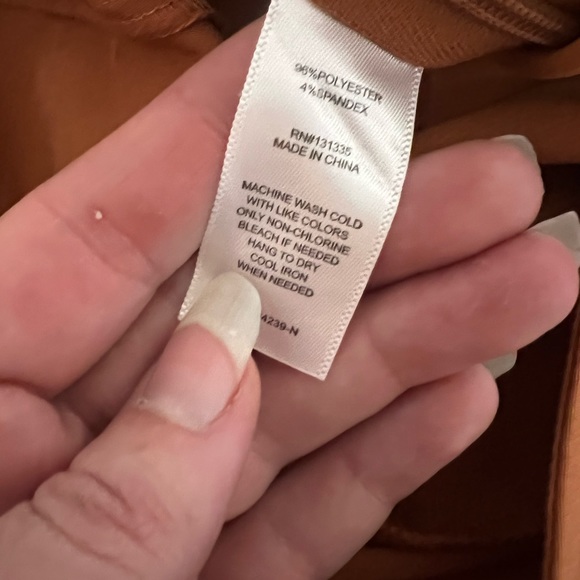 96%POLYESTER
4%SPANDEX
RN#131335
MADE IN CHINA
MACHINE WASH COLD
WITH LIKE COLORS
ONLY NON-CHLORINE
BLEACH IF NEEDED
HANG TO DRY
COOL IRON
WHEN NEEDED
4239-N